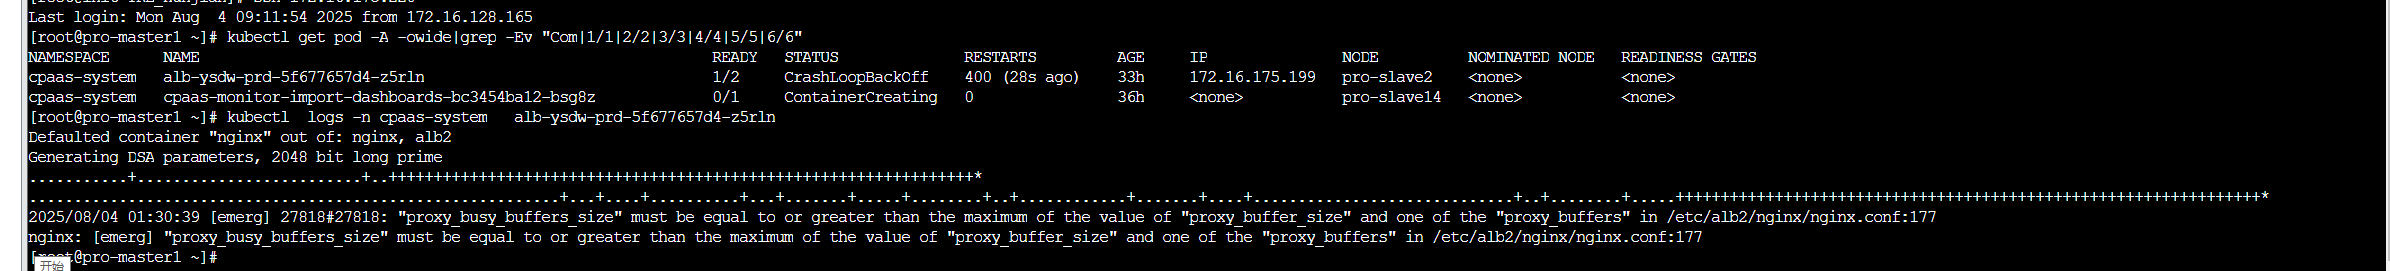 Last login: Mon Aug  4 09:11:54 2025 from 172.16.128.165
[root@pro-master1 ~]# kubectl get pod -A -owide|grep -Ev "Com|1/1|2/2|3/3|4/4|5/5|6/6"
NAMESPACE      NAME                                                         READY   STATUS              RESTARTS         AGE     IP               NODE          NOMINATED NODE   READINESS GATES
cpaas-system   alb-ysdw-prd-5f677657d4-z5rln                                1/2     CrashLoopBackOff    400 (28s ago)    33h     172.16.175.199   pro-slave2    <none>           <none>
cpaas-system   cpaas-monitor-import-dashboards-bc3454ba12-bsg8z             0/1     ContainerCreating   0                36h     <none>           pro-slave14   <none>           <none>
[root@pro-master1 ~]# kubectl  logs -n cpaas-system   alb-ysdw-prd-5f677657d4-z5rln
Defaulted container "nginx" out of: nginx, alb2
Generating DSA parameters, 2048 bit long prime
...........+.........................+..+++++++++++++++++++++++++++++++++++++++++++++++++++++++++++++++++*
...........................................................+...+....+..........+...+.......+.....+........+..+............+.......+....+.............................+..+........+.....+++++++++++++++++++++++++++++++++++++++++++++++++++++++++++++++++*
2025/08/04 01:30:39 [emerg] 27818#27818: "proxy_busy_buffers_size" must be equal to or greater than the maximum of the value of "proxy_buffer_size" and one of the "proxy_buffers" in /etc/alb2/nginx/nginx.conf:177
nginx: [emerg] "proxy_busy_buffers_size" must be equal to or greater than the maximum of the value of "proxy_buffer_size" and one of the "proxy_buffers" in /etc/alb2/nginx/nginx.conf:177
[root@pro-master1 ~]#
开始